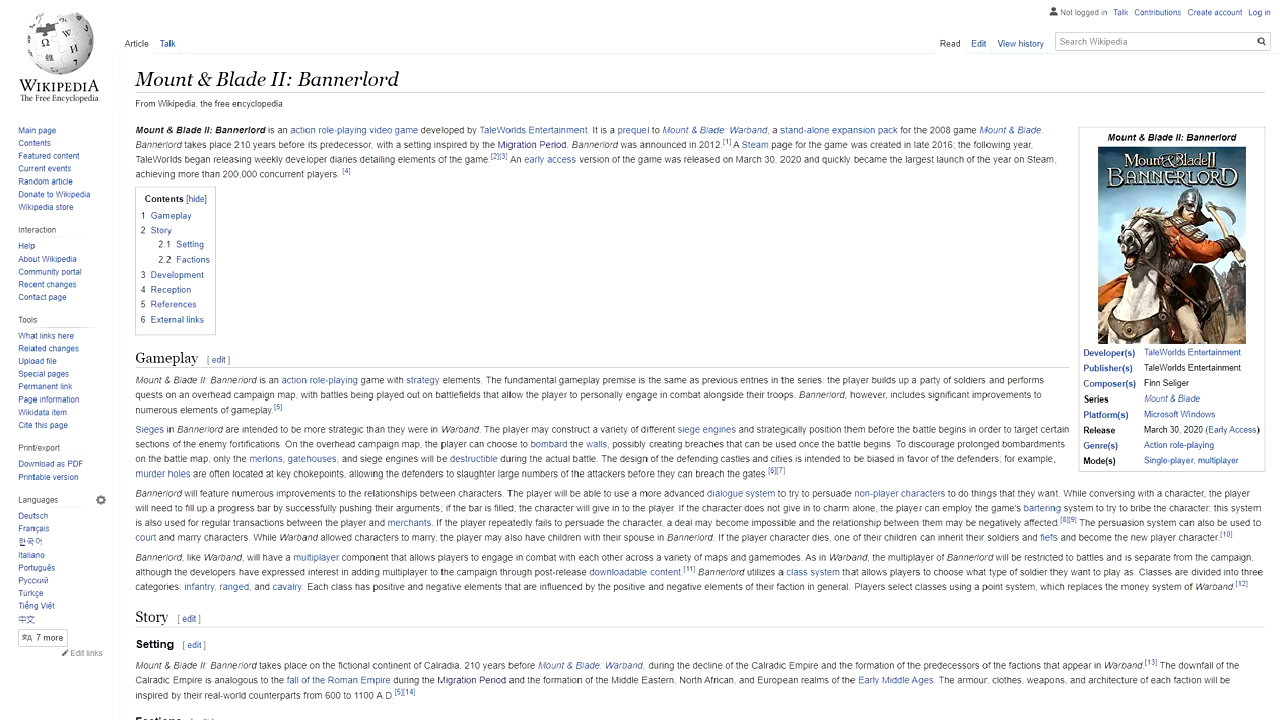 Not logged in Talk Contributions Create account Log in
Article Talk
Read Edit View history
Search Wikipedia
WIKIPEDIA
The Free Encyclopedia
Main page
Contents
Featured content
Current events
Random article
Donate to Wikipedia
Wikipedia store
Interaction
Help
About Wikipedia
Community portal
Recent changes
Contact page
Tools
What links here
Related changes
Upload file
Special pages
Permanent link
Page information
Wikidata item
Cite this page
Print/export
Download as PDF
Printable version
Languages
Deutsch
Français
한국어
Italiano
Português
Русский
Türkçe
Tiếng Việt
中文
7 more
Edit links
Mount & Blade II: Bannerlord
From Wikipedia, the free encyclopedia
Mount & Blade II: Bannerlord is an action role-playing video game developed by TaleWorlds Entertainment. It is a prequel to Mount & Blade: Warband, a stand-alone expansion pack for the 2008 game Mount & Blade.
Bannerlord takes place 210 years before its predecessor, with a setting inspired by the Migration Period. Bannerlord was announced in 2012.[1] A Steam page for the game was created in late 2016; the following year,
TaleWorlds began releasing weekly developer diaries detailing elements of the game.[2][3] An early access version of the game was released on March 30, 2020 and quickly became the largest launch of the year on Steam,
achieving more than 200,000 concurrent players. [4]
Contents [hide]
1 Gameplay
2 Story
2.1 Setting
2.2 Factions
3 Development
4 Reception
5 References
6 External links
Mount & Blade II: Bannerlord
Mount&Blade II
BANNERLORD
Developer(s) TaleWorlds Entertainment
Publisher(s) TaleWorlds Entertainment
Composer(s) Finn Seliger
Series Mount & Blade
Platform(s) Microsoft Windows
Release March 30, 2020 (Early Access)
Genre(s) Action role-playing
Mode(s) Single-player, multiplayer
Gameplay [ edit ]
Mount & Blade II: Bannerlord is an action role-playing game with strategy elements. The fundamental gameplay premise is the same as previous entries in the series: the player builds up a party of soldiers and performs
quests on an overhead campaign map, with battles being played out on battlefields that allow the player to personally engage in combat alongside their troops. Bannerlord, however, includes significant improvements to
numerous elements of gameplay.[5]
Sieges in Bannerlord are intended to be more strategic than they were in Warband. The player may construct a variety of different siege engines and strategically position them before the battle begins in order to target certain
sections of the enemy fortifications. On the overhead campaign map, the player can choose to bombard the walls, possibly creating breaches that can be used once the battle begins. To discourage prolonged bombardments
on the battle map, only the merlons, gatehouses, and siege engines will be destructible during the actual battle. The design of the defending castles and cities is intended to be biased in favor of the defenders; for example,
murder holes are often located at key chokepoints, allowing the defenders to slaughter large numbers of the attackers before they can breach the gates.[6][7]
Bannerlord will feature numerous improvements to the relationships between characters. The player will be able to use a more advanced dialogue system to try to persuade non-player characters to do things that they want. While conversing with a character, the player
will need to fill up a progress bar by successfully pushing their arguments; if the bar is filled, the character will give in to the player. If the character does not give in to charm alone, the player can employ the game's bartering system to try to bribe the character; this system
is also used for regular transactions between the player and merchants. If the player repeatedly fails to persuade the character, a deal may become impossible and the relationship between them may be negatively affected.[8][9] The persuasion system can also be used to
court and marry characters. While Warband allowed characters to marry, the player may also have children with their spouse in Bannerlord. If the player character dies, one of their children can inherit their soldiers and fiefs and become the new player character.[10]
Bannerlord, like Warband, will have a multiplayer component that allows players to engage in combat with each other across a variety of maps and gamemodes. As in Warband, the multiplayer of Bannerlord will be restricted to battles and is separate from the campaign,
although the developers have expressed interest in adding multiplayer to the campaign through post-release downloadable content.[11] Bannerlord utilizes a class system that allows players to choose what type of soldier they want to play as. Classes are divided into three
categories: infantry, ranged, and cavalry. Each class has positive and negative elements that are influenced by the positive and negative elements of their faction in general. Players select classes using a point system, which replaces the money system of Warband.[12]
Story [ edit ]
Setting [ edit ]
Mount & Blade II: Bannerlord takes place on the fictional continent of Calradia, 210 years before Mount & Blade: Warband, during the decline of the Calradic Empire and the formation of the predecessors of the factions that appear in Warband.[13] The downfall of the
Calradic Empire is analogous to the fall of the Roman Empire during the Migration Period and the formation of the Middle Eastern, North African, and European realms of the Early Middle Ages. The armour, clothes, weapons, and architecture of each faction will be
inspired by their real-world counterparts from 600 to 1100 A.D.[5][14]